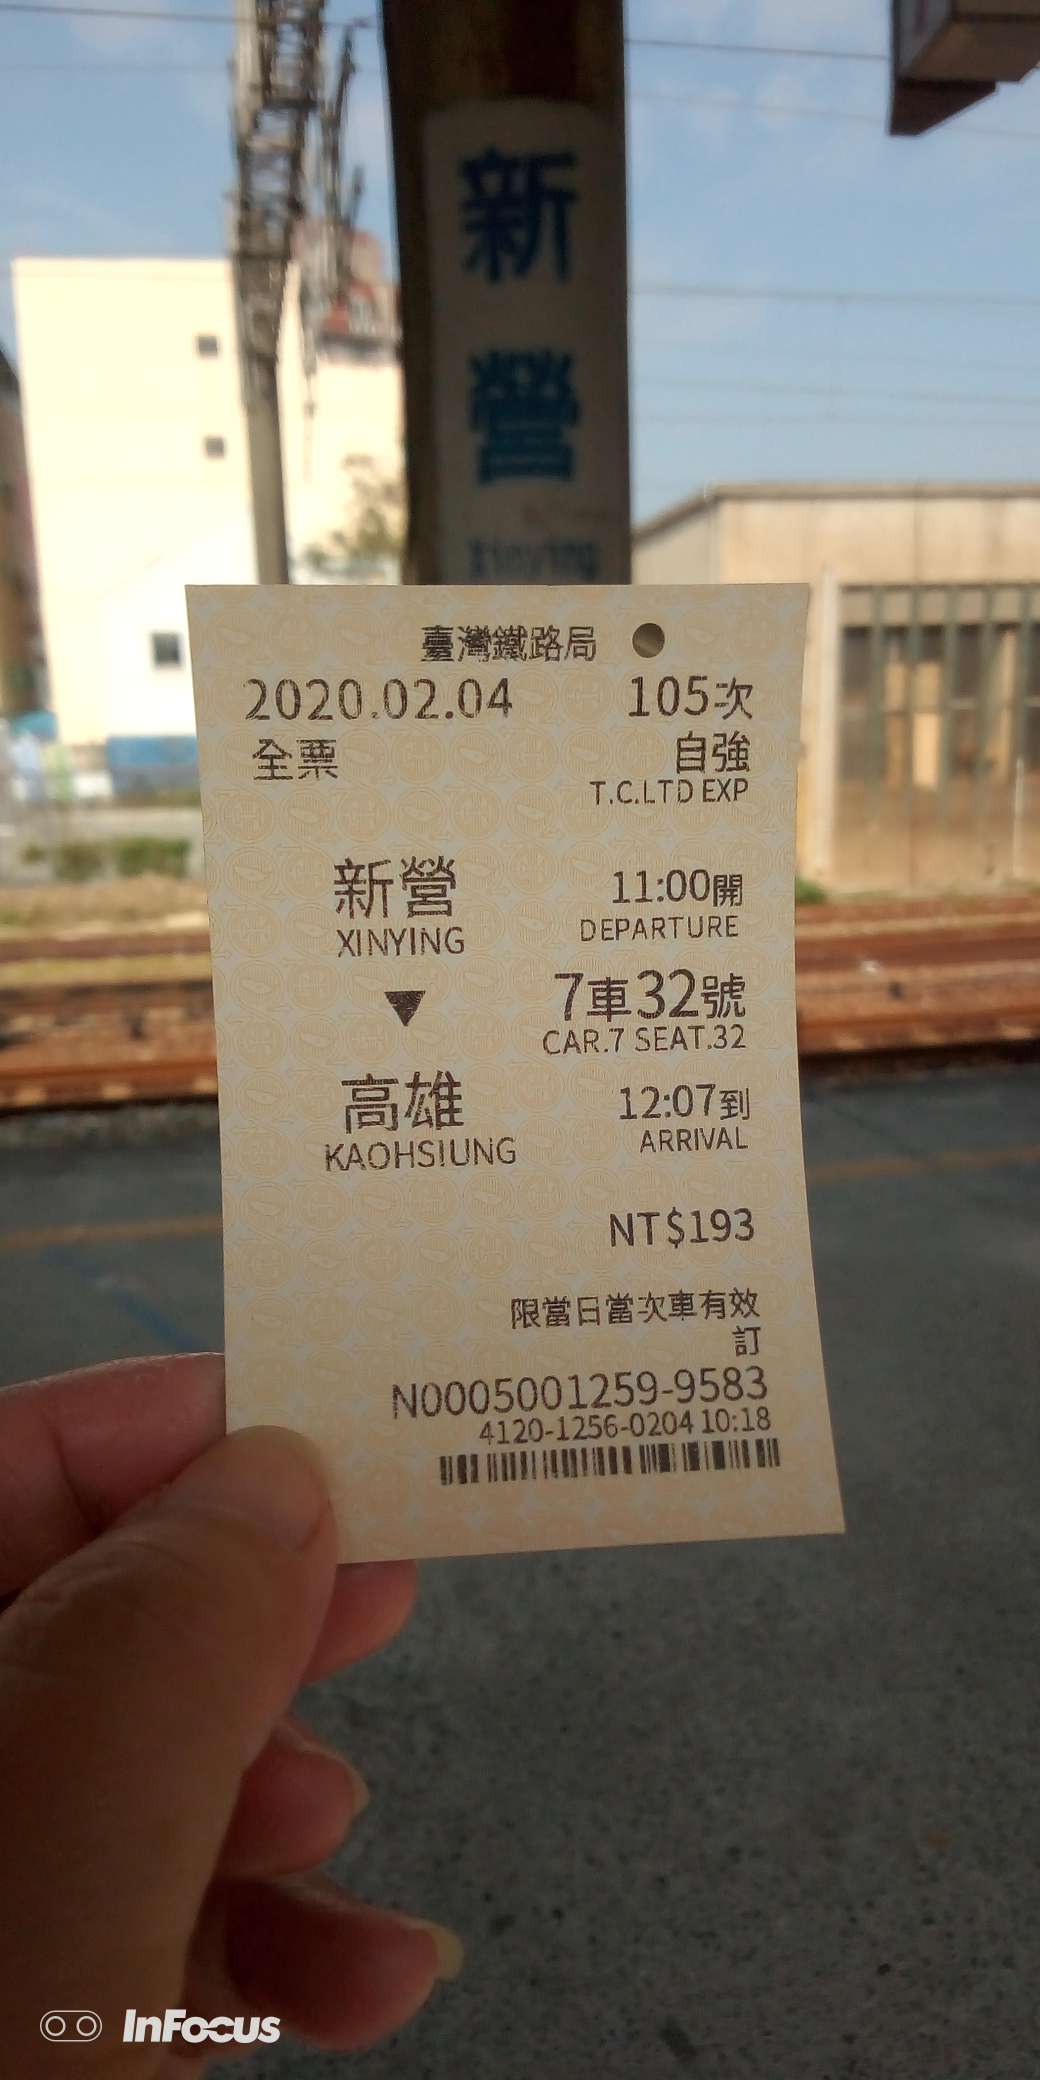 新
營
Xinying
臺灣鐵路局
2020.02.04 105次
全票 自強
T.C.LTD EXP
新營 11:00開
XINYING DEPARTURE
▼ 7車32號
CAR.7 SEAT.32
高雄 12:07到
KAOHSIUNG ARRIVAL
NT$193
限當日當次車有效
訂
N0005001259-9583
4120-1256-0204 10:18
InFocus